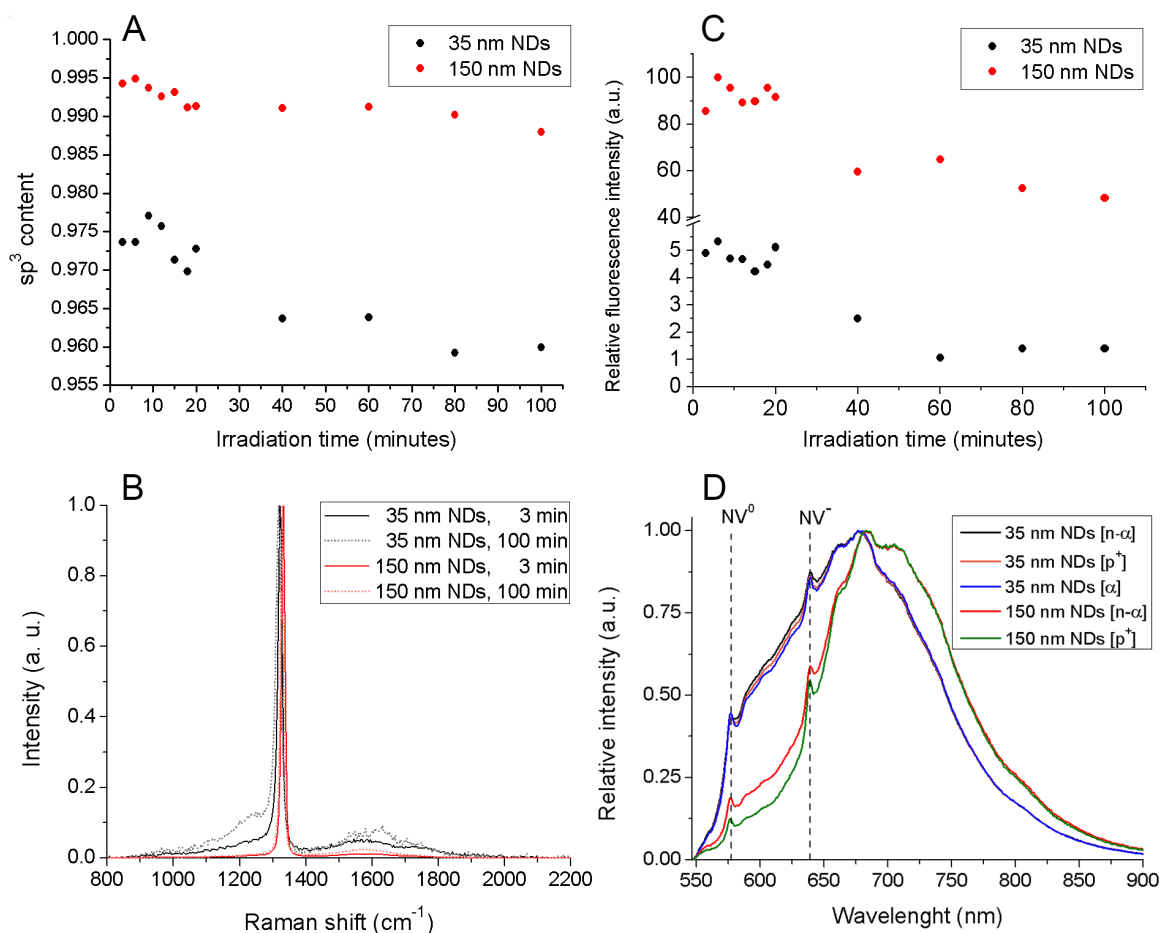 A
35 nm NDs
150 nm NDs
1.000
0.995
0.990
0.985
0.980
0.975
0.970
0.965
0.960
0.955
sp³ content
0 10 20 30 40 50 60 70 80 90 100
Irradiation time (minutes)
C
35 nm NDs
150 nm NDs
100
80
60
40
5
4
3
2
1
0
Relative fluorescence intensity (a.u.)
0 20 40 60 80 100
Irradiation time (minutes)
B
35 nm NDs, 3 min
35 nm NDs, 100 min
150 nm NDs, 3 min
150 nm NDs, 100 min
1.0
0.8
0.6
0.4
0.2
0.0
Intensity (a. u.)
800 1000 1200 1400 1600 1800 2000 2200
Raman shift (cm⁻¹)
D
NV⁰
NV⁻
35 nm NDs [n-α]
35 nm NDs [p⁺]
35 nm NDs [α]
150 nm NDs [n-α]
150 nm NDs [p⁺]
1.00
0.75
0.50
0.25
0.00
Relative intensity (a.u.)
550 600 650 700 750 800 850 900
Wavelenght (nm)